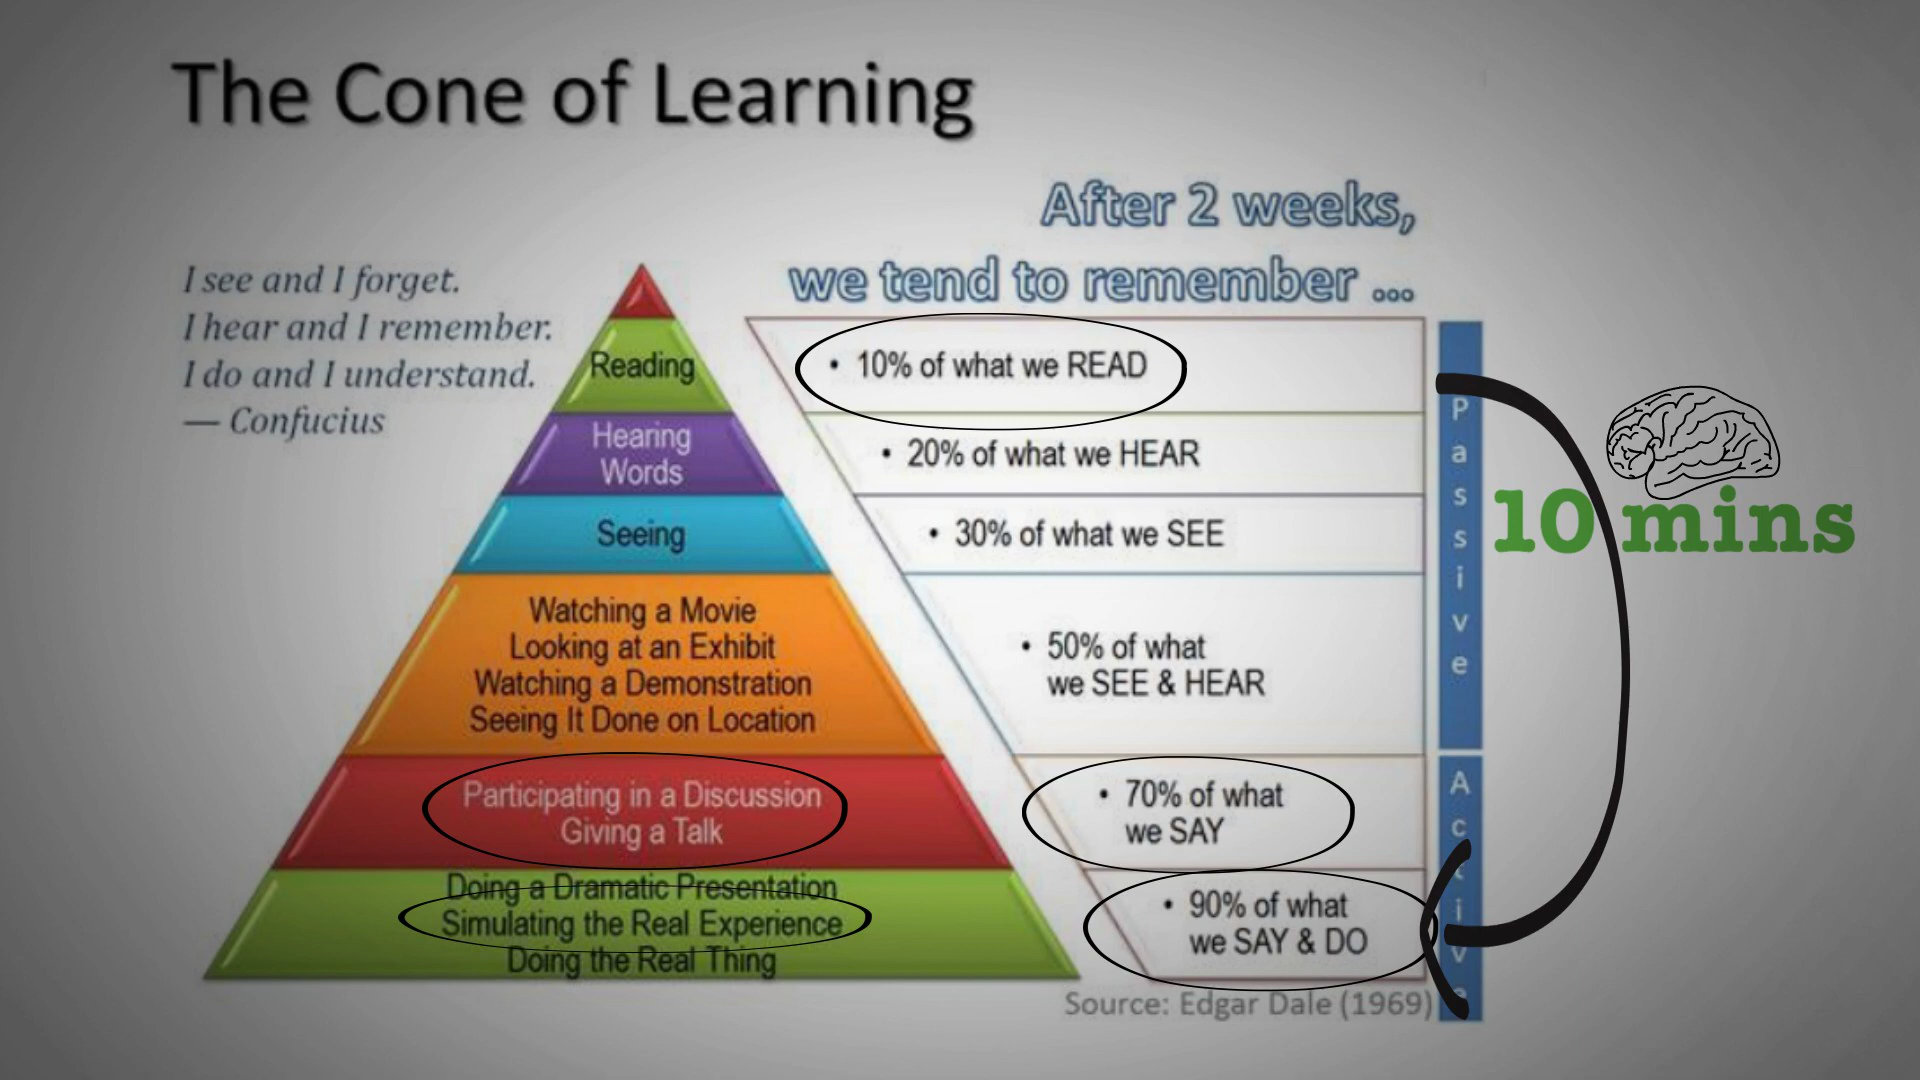 The Cone of Learning
After 2 weeks,
we tend to remember ...
I see and I forget.
I hear and I remember.
I do and I understand.
— Confucius
Reading
• 10% of what we READ
Hearing
Words
• 20% of what we HEAR
Seeing
• 30% of what we SEE
Watching a Movie
Looking at an Exhibit
Watching a Demonstration
Seeing It Done on Location
• 50% of what
we SEE & HEAR
Participating in a Discussion
Giving a Talk
• 70% of what
we SAY
Doing a Dramatic Presentation
Simulating the Real Experience
Doing the Real Thing
• 90% of what
we SAY & DO
Passive
Active
10 mins
Source: Edgar Dale (1969)